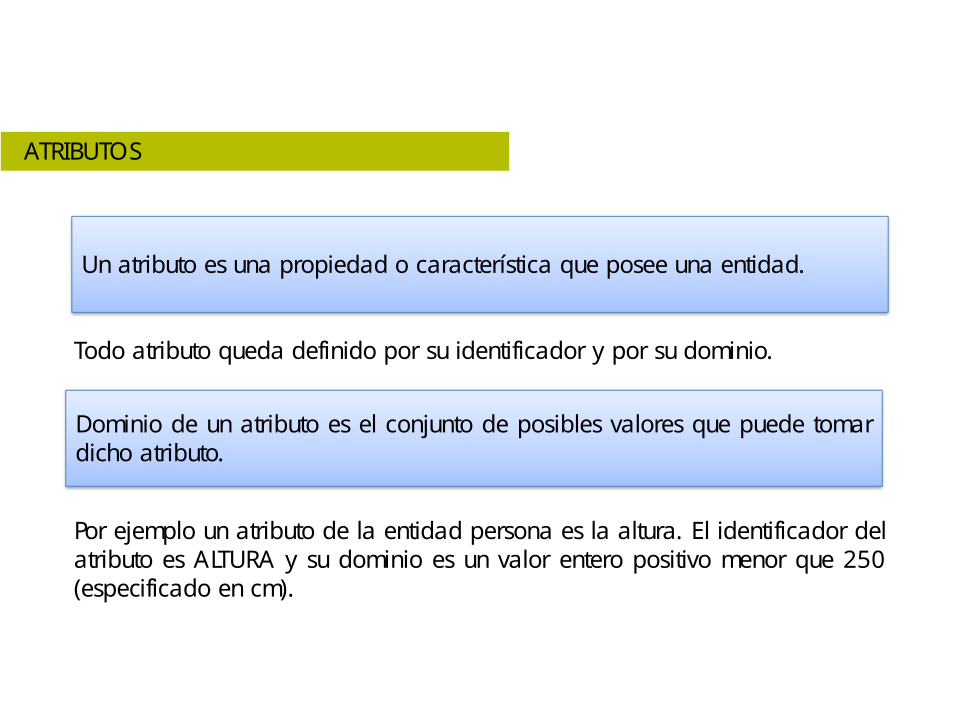 ATRIBUTOS
Un atributo es una propiedad o característica que posee una entidad.
Todo atributo queda definido por su identificador y por su dominio.
Dominio de un atributo es el conjunto de posibles valores que puede tomar
dicho atributo.
Por ejemplo un atributo de la entidad persona es la altura. El identificador del
atributo es ALTURA y su dominio es un valor entero positivo menor que 250
(especificado en cm).